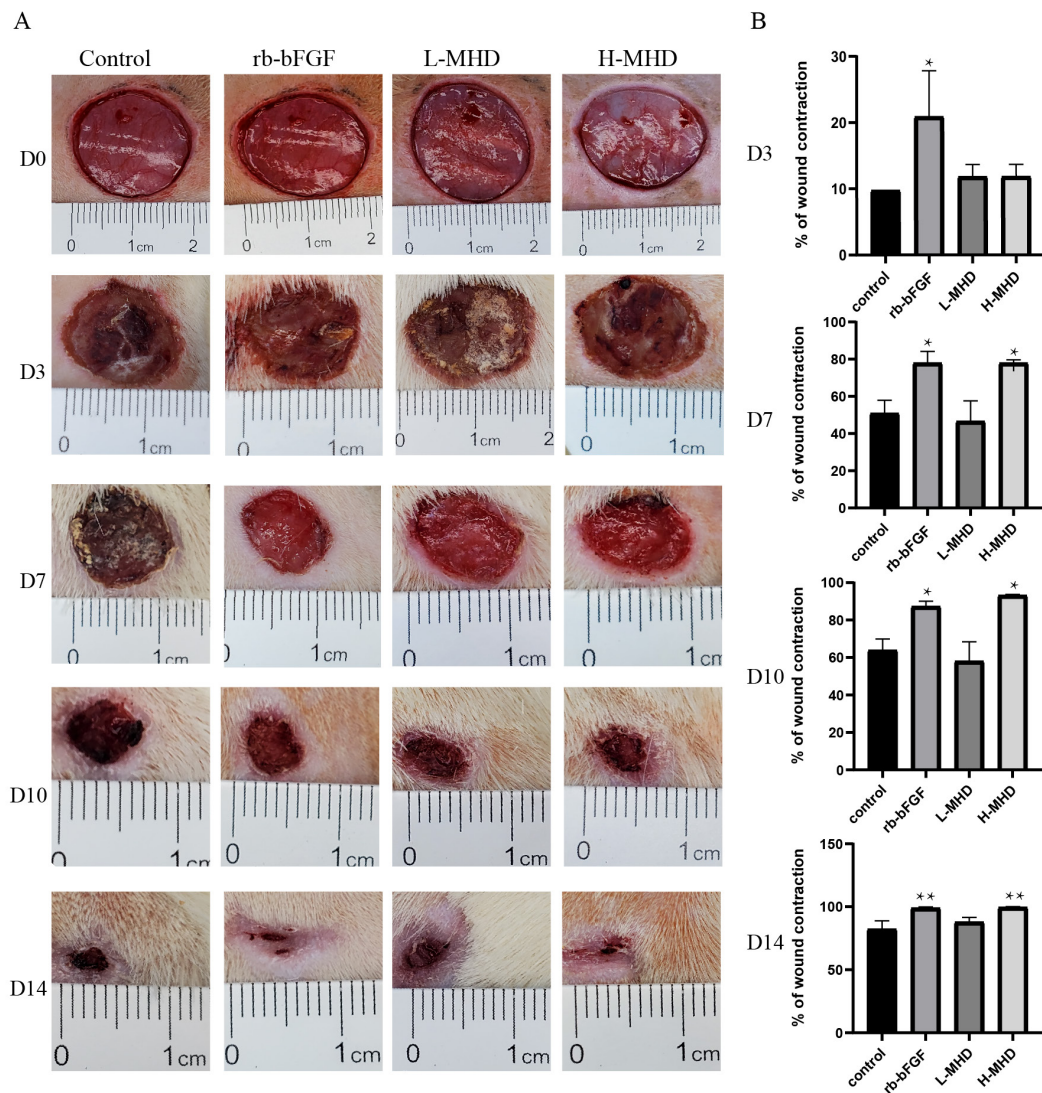 A
B
Control rb-bFGF L-MHD H-MHD
D0
0 1cm 2
0 1cm 2
0 1cm 2
0 1cm 2
D3
0 1cm
0 1cm
0 1cm 2
0 1cm
D7
0 1cm
0 1cm
0 1cm
0 1cm
D10
0 1cm
0 1cm
0 1cm
0 1cm
D14
0 1cm
0 1cm
0 1cm
0 1cm
D3
% of wound contraction
30
20
10
0
*
control rb-bFGF L-MHD H-MHD
D7
% of wound contraction
100
80
60
40
20
0
* *
control rb-bFGF L-MHD H-MHD
D10
% of wound contraction
100
80
60
40
20
0
* *
control rb-bFGF L-MHD H-MHD
D14
% of wound contraction
150
100
50
0
** **
control rb-bFGF L-MHD H-MHD